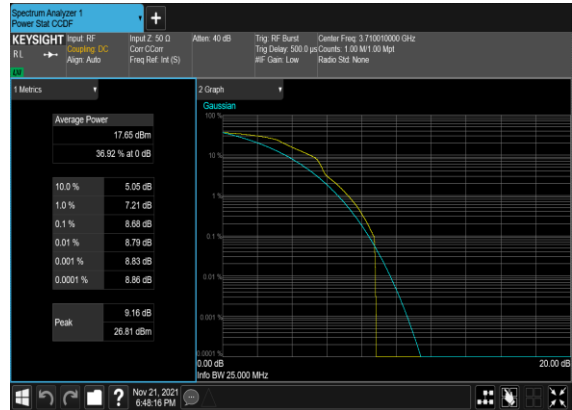 Spectrum Analyzer 1
Power Stat CCDF
+
KEYSIGHT
RL
Input: RF
Coupling: DC
Align: Auto
Input Z: 50 Ω
Corr CCorr
Freq Ref: Int (S)
Atten: 40 dB
Trig: RF Burst
Trig Delay: 500.0 µs
#IF Gain: Low
Center Freq: 3.710010000 GHz
Counts: 1.00 M/1.00 Mpt
Radio Std: None
1 Metrics
Average Power
17.65 dBm
36.92 % at 0 dB
10.0 % 5.05 dB
1.0 % 7.21 dB
0.1 % 8.68 dB
0.01 % 8.79 dB
0.001 % 8.83 dB
0.0001 % 8.86 dB
Peak
9.16 dB
26.81 dBm
2 Graph
Gaussian
100 %
10 %
1 %
0.1 %
0.01 %
0.001 %
0.0001 %
0.00 dB 20.00 dB
Info BW 25.000 MHz
?
Nov 21, 2021
6:48:16 PM